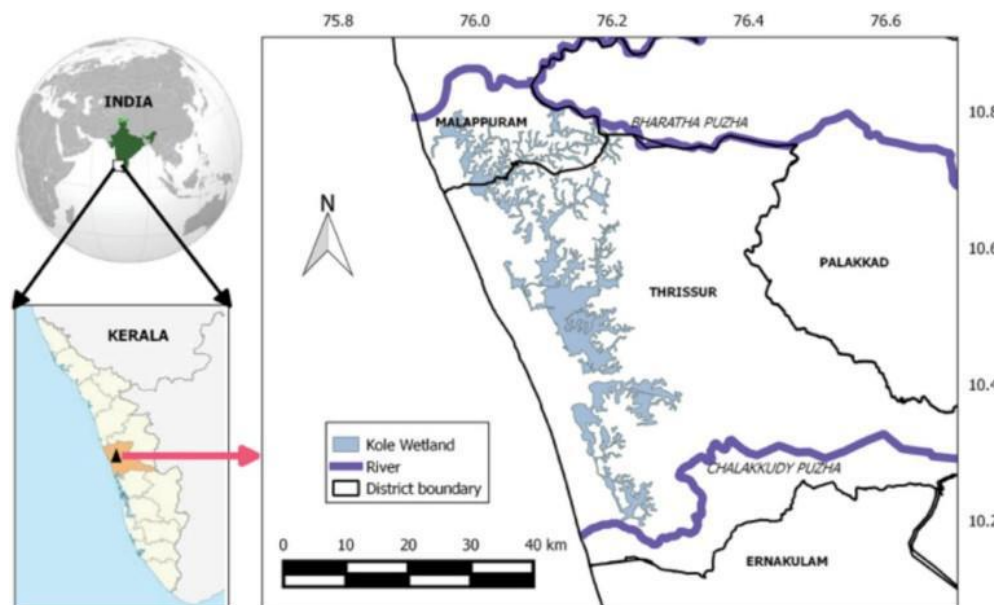 75.8 76.0 76.2 76.4 76.6
INDIA
MALAPPURAM
BHARATHA PUZHA
10.8
N
10.6
PALAKKAD
THRISSUR
KERALA
10.4
Kole Wetland
River
District boundary
CHALAKKUDY PUZHA
10.2
0 10 20 30 40 km
ERNAKULAM